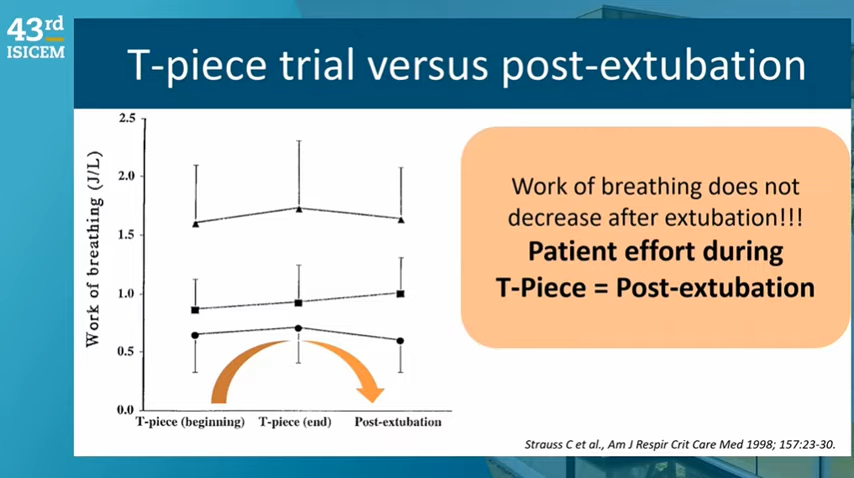 43rd
ISICEM
T-piece trial versus post-extubation
2.5
2.0
1.5
1.0
0.5
0.0
Work of breathing (J/L)
T-piece (beginning) T-piece (end) Post-extubation
Work of breathing does not
decrease after extubation!!!
Patient effort during
T-Piece = Post-extubation
Strauss C et al., Am J Respir Crit Care Med 1998; 157:23-30.